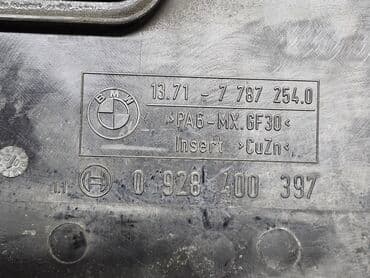 BMW
13.71 - 7 787 254.0
>PA6-MX.GF30<
Insert >CuZn<
0 928 400 397